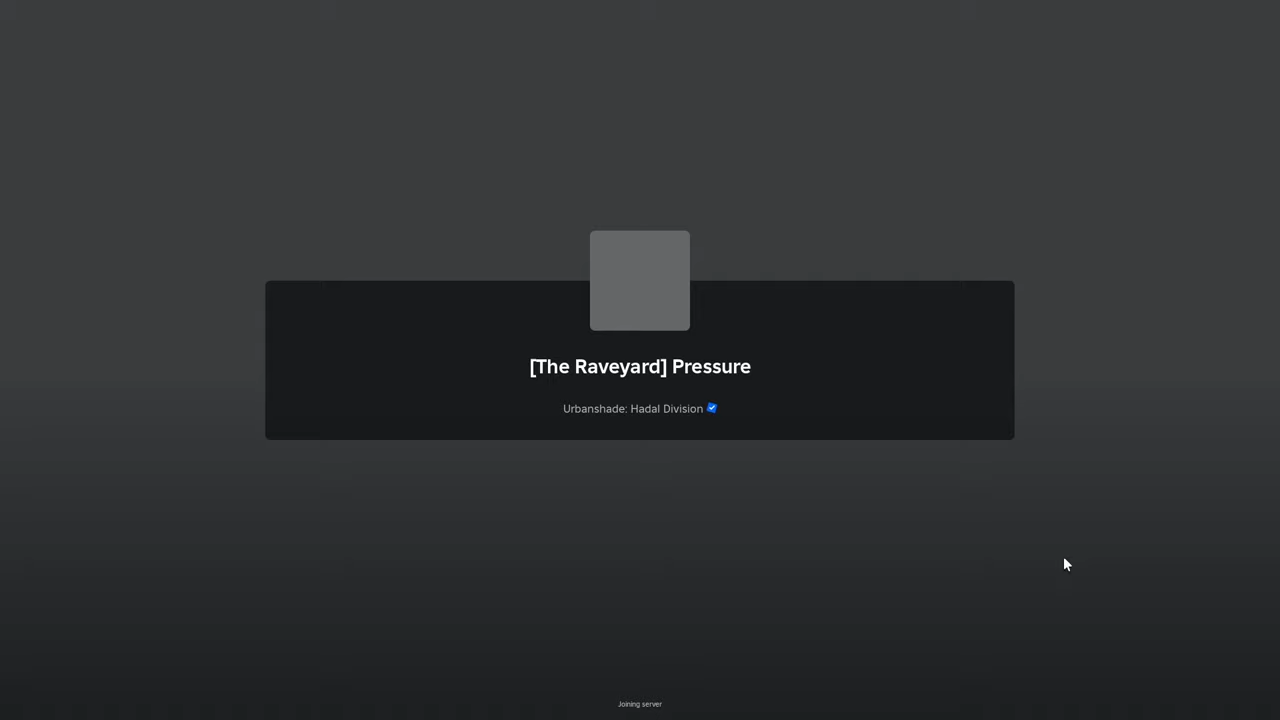 [The Raveyard] Pressure
Urbanshade: Hadal Division
Joining server